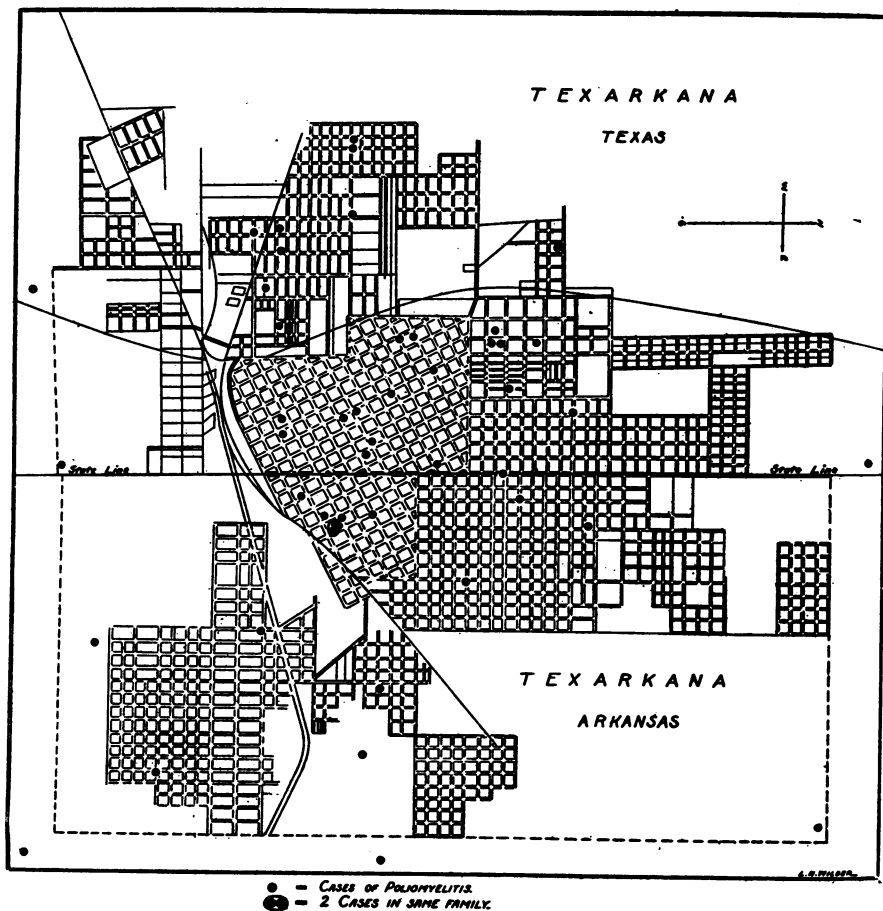 TEXARKANA
TEXAS
State Line
State Line
TEXARKANA
ARKANSAS
● = CASES OF POLIOMYELITIS.
= 2 CASES IN SAME FAMILY.